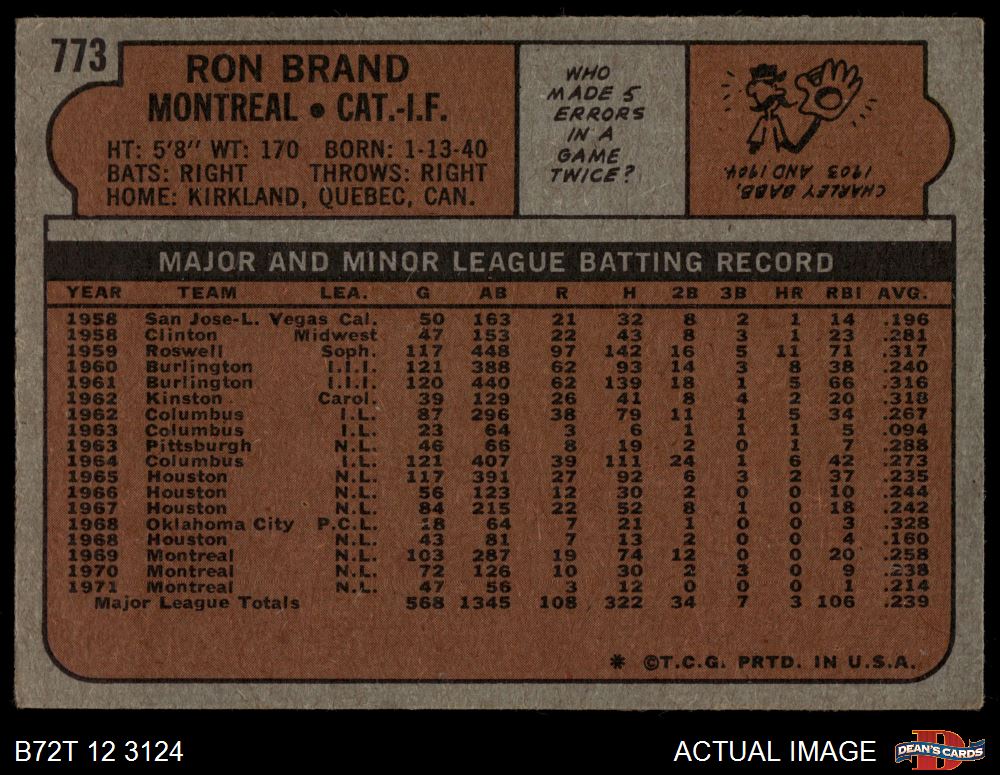 773
RON BRAND
MONTREAL • CAT.-I.F.
HT: 5'8" WT: 170 BORN: 1-13-40
BATS: RIGHT THROWS: RIGHT
HOME: KIRKLAND, QUEBEC, CAN.
WHO
MADE 5
ERRORS
IN A
GAME
TWICE?
CHARLEY BABB,
1903 AND 1904.
MAJOR AND MINOR LEAGUE BATTING RECORD
YEAR TEAM LEA. G AB R H 2B 3B HR RBI AVG.
1958 San Jose-L. Vegas Cal. 50 163 21 32 8 2 1 14 .196
1958 Clinton Midwest 47 153 22 43 8 3 1 23 .281
1959 Roswell Soph. 117 448 97 142 16 5 11 71 .317
1960 Burlington I.I.I. 121 388 62 93 14 3 8 38 .240
1961 Burlington I.I.I. 120 440 62 139 18 1 5 66 .316
1962 Kinston Carol. 39 129 26 41 8 4 2 20 .318
1962 Columbus I.L. 87 296 38 79 11 1 5 34 .267
1963 Columbus I.L. 23 64 3 6 1 1 1 5 .094
1963 Pittsburgh N.L. 46 66 8 19 2 0 1 7 .288
1964 Columbus I.L. 121 407 39 111 24 1 6 42 .273
1965 Houston N.L. 117 391 27 92 6 3 2 37 .235
1966 Houston N.L. 56 123 12 30 2 0 0 10 .244
1967 Houston N.L. 84 215 22 52 8 1 0 18 .242
1968 Oklahoma City P.C.L. 18 64 7 21 1 0 0 3 .328
1968 Houston N.L. 43 81 7 13 2 0 0 4 .160
1969 Montreal N.L. 103 287 19 74 12 0 0 20 .258
1970 Montreal N.L. 72 126 10 30 2 3 0 9 .238
1971 Montreal N.L. 47 56 3 12 0 0 0 1 .214
Major League Totals 568 1345 108 322 34 7 3 106 .239
* ©T.C.G. PRTD. IN U.S.A.
B72T 12 3124
ACTUAL IMAGE
DEAN'S CARDS